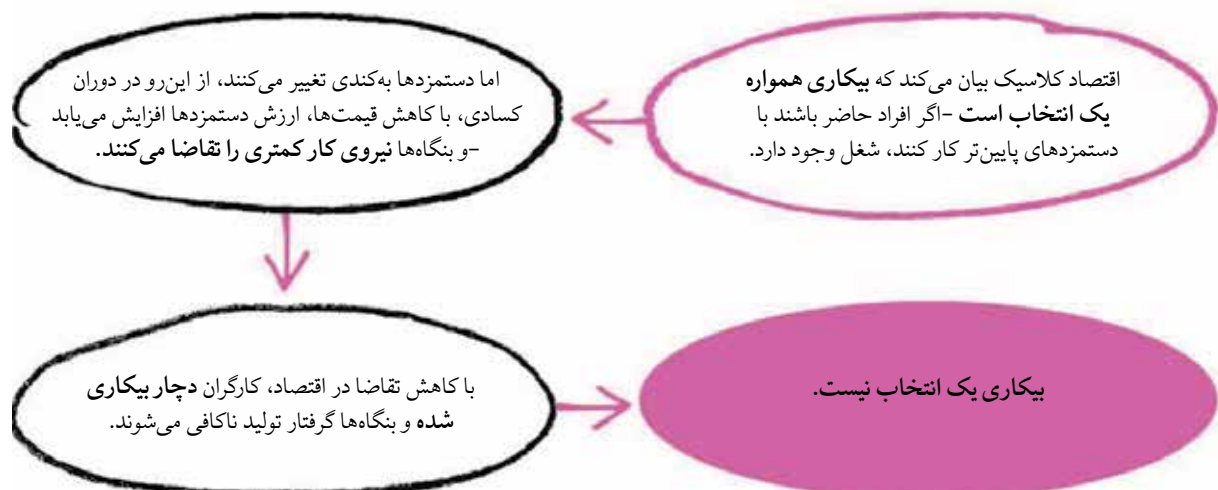 اقتصاد کلاسیک بیان می‌کند که بیکاری همواره
یک انتخاب است -اگر افراد حاضر باشند با
دستمزدهای پایین‌تر کار کنند، شغل وجود دارد.
اما دستمزدها به‌کندی تغییر می‌کنند، از این‌رو در دوران
کسادی، با کاهش قیمت‌ها، ارزش دستمزدها افزایش می‌یابد
-و بنگاه‌ها نیروی کار کمتری را تقاضا می‌کنند.
با کاهش تقاضا در اقتصاد، کارگران دچار بیکاری
شده و بنگاه‌ها گرفتار تولید ناکافی می‌شوند.
بیکاری یک انتخاب نیست.